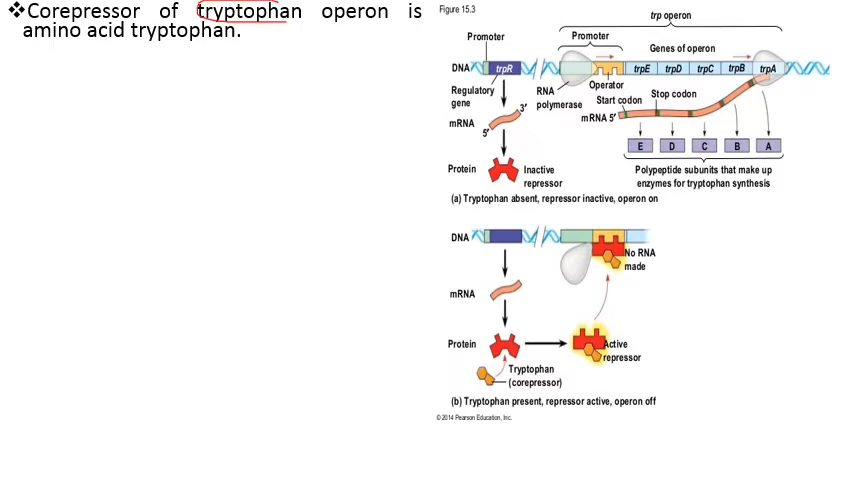 ❖Corepressor of tryptophan operon is
amino acid tryptophan.
Figure 15.3
trp operon
Promoter
Promoter
Genes of operon
DNA
trpR
trpE
trpD
trpC
trpB
trpA
Regulatory
gene
RNA
polymerase
Operator
Start codon
Stop codon
3'
mRNA
5'
mRNA 5'
E
D
C
B
A
Protein
Inactive
repressor
Polypeptide subunits that make up
enzymes for tryptophan synthesis
(a) Tryptophan absent, repressor inactive, operon on
DNA
No RNA
made
mRNA
Protein
Active
repressor
Tryptophan
(corepressor)
(b) Tryptophan present, repressor active, operon off
© 2014 Pearson Education, Inc.